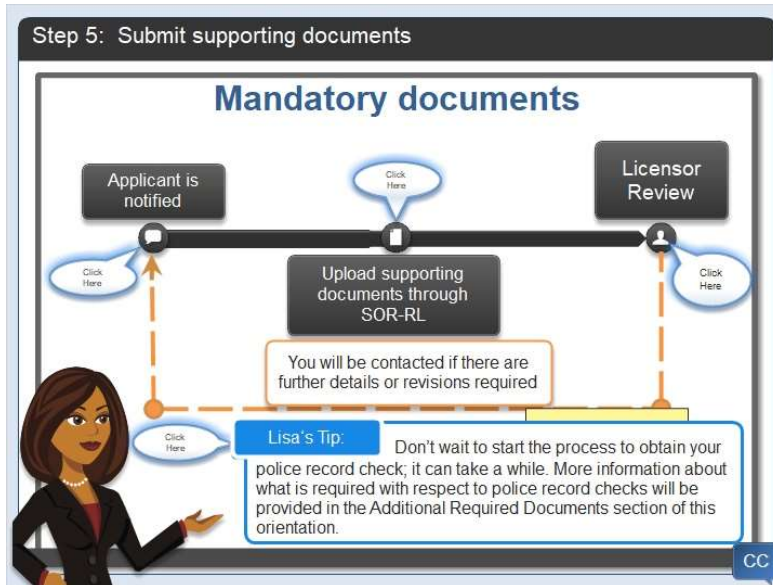 Step 5: Submit supporting documents
Mandatory documents
Applicant is
notified
Click
Here
Licensor
Review
Click
Here
Upload supporting
documents through
SOR-RL
Click
Here
You will be contacted if there are
further details or revisions required
Click
Here
Lisa's Tip:
Don't wait to start the process to obtain your
police record check; it can take a while. More information about
what is required with respect to police record checks will be
provided in the Additional Required Documents section of this
orientation.
CC